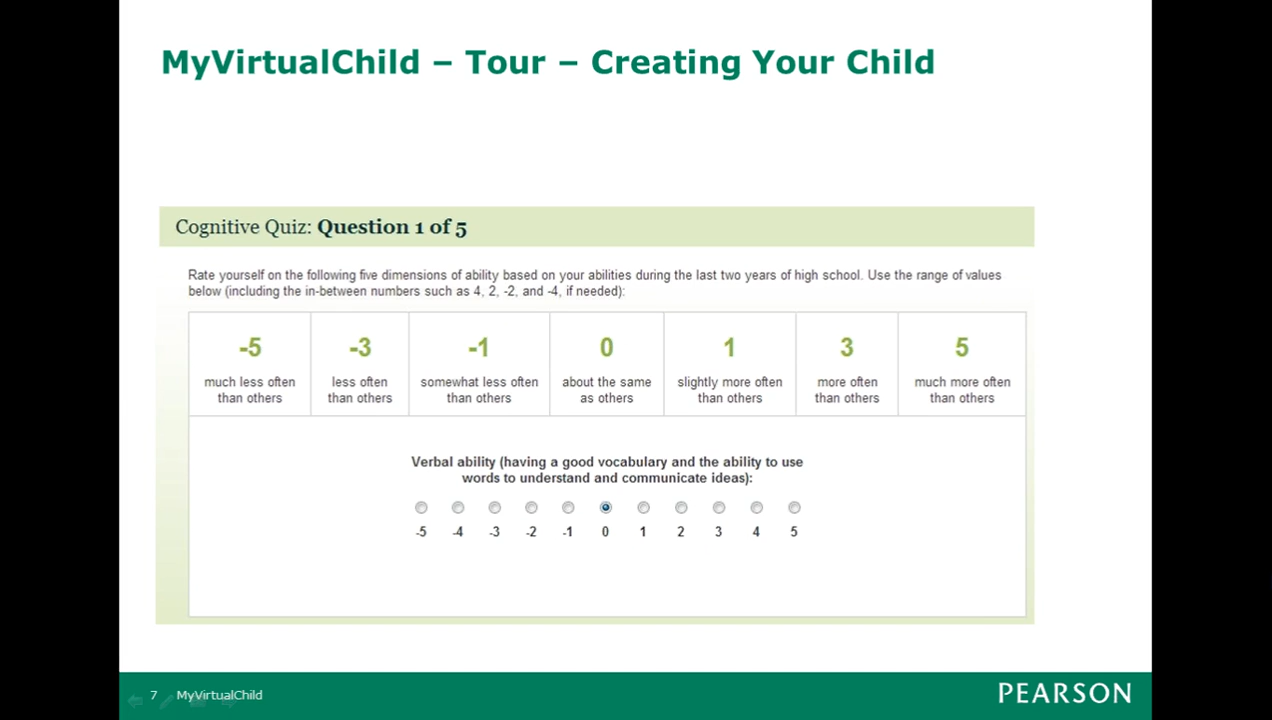 MyVirtualChild – Tour – Creating Your Child
Cognitive Quiz: Question 1 of 5
Rate yourself on the following five dimensions of ability based on your abilities during the last two years of high school. Use the range of values
below (including the in-between numbers such as 4, 2, -2, and -4, if needed):
-5 -3 -1 0 1 3 5
much less often less often somewhat less often about the same slightly more often more often much more often
than others than others than others as others than others than others than others
Verbal ability (having a good vocabulary and the ability to use
words to understand and communicate ideas):
-5 -4 -3 -2 -1 0 1 2 3 4 5
7 MyVirtualChild PEARSON